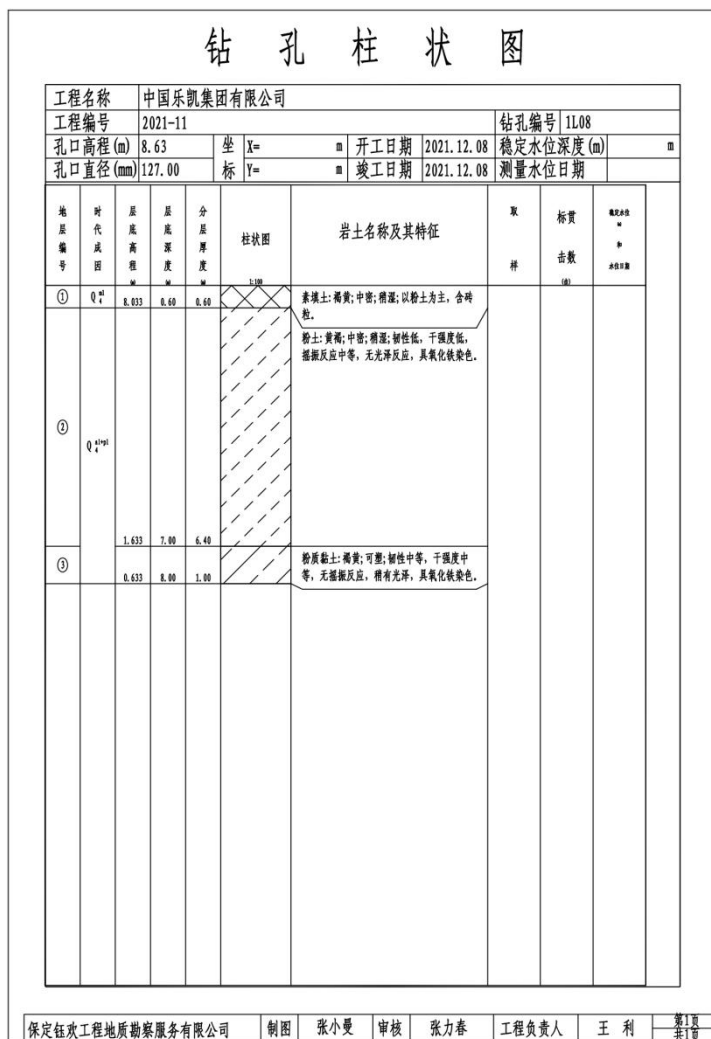 钻 孔 柱 状 图
工程名称 中国乐凯集团有限公司
工程编号 2021-11 钻孔编号 1L08
孔口高程(m) 8.63 坐 X= m 开工日期 2021.12.08 稳定水位深度(m) m
孔口直径(mm) 127.00 标 Y= m 竣工日期 2021.12.08 测量水位日期
地层编号 时代成因 层底高程(m) 层底深度(m) 分层厚度(m) 柱状图 1:100 岩土名称及其特征 取样 标贯击数(击) 稳定水位(m)和水位日期
① Q4ml 8.033 0.60 0.60 素填土:褐黄;中密;稍湿;以粉土为主,含砖
粒。
粉土:黄褐;中密;稍湿;韧性低,干强度低,
摇振反应中等,无光泽反应,具氧化铁染色。
② Q4al+pl
1.633 7.00 6.40
③ 粉质黏土:褐黄;可塑;韧性中等,干强度中
0.633 8.00 1.00 等,无摇振反应,稍有光泽,具氧化铁染色。
保定钰欢工程地质勘察服务有限公司 制图 张小曼 审核 张力春 工程负责人 王 利 第1页
共1页